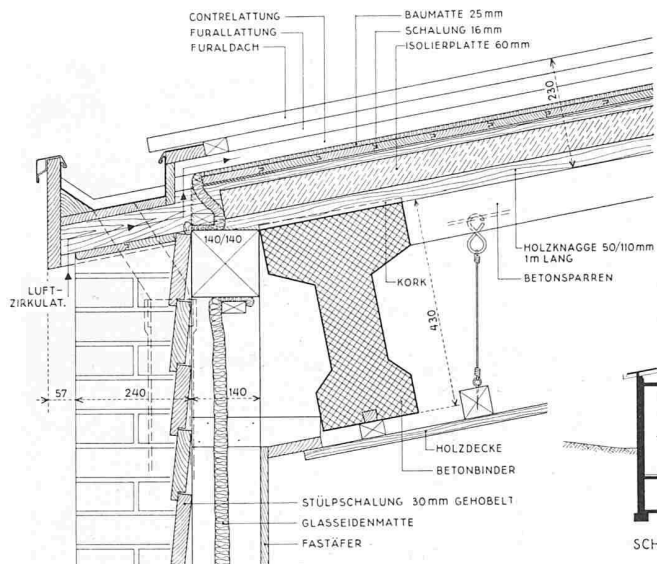 CONTRELATTUNG
FURALLATTUNG
FURALDACH
BAUMATTE 25mm
SCHALUNG 16mm
ISOLIERPLATTE 60mm
230
140/140
LUFT-
ZIRKULAT.
KORK
430
HOLZKNAGGE 50/110mm
1m LANG
BETONSPARREN
57
240
140
HOLZDECKE
BETONBINDER
STÜLPSCHALUNG 30mm GEHOBELT
GLASSEIDENMATTE
FASTÄFER
SCH